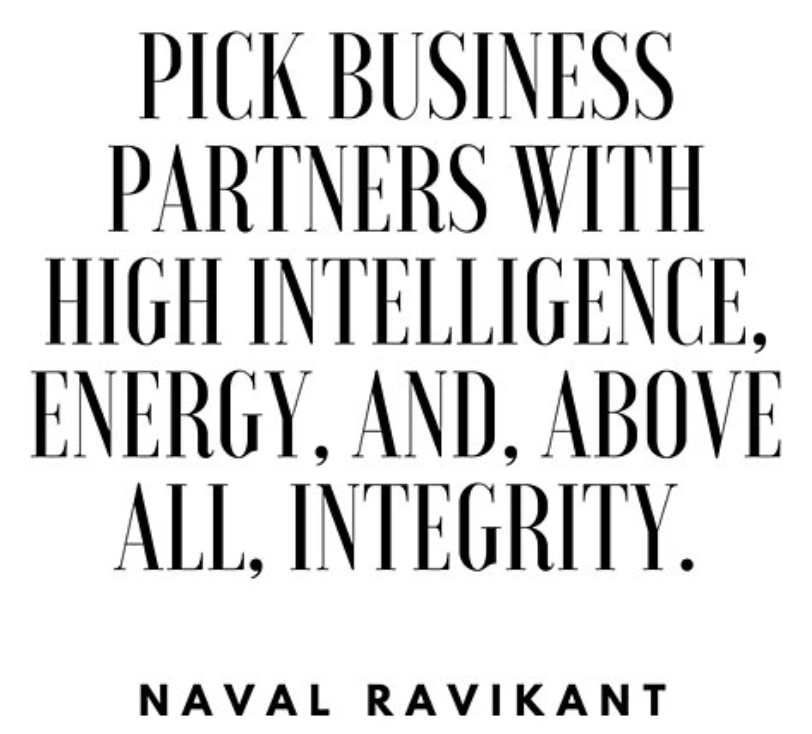 PICK BUSINESS
PARTNERS WITH
HIGH INTELLIGENCE,
ENERGY, AND, ABOVE
ALL, INTEGRITY.
NAVAL RAVIKANT